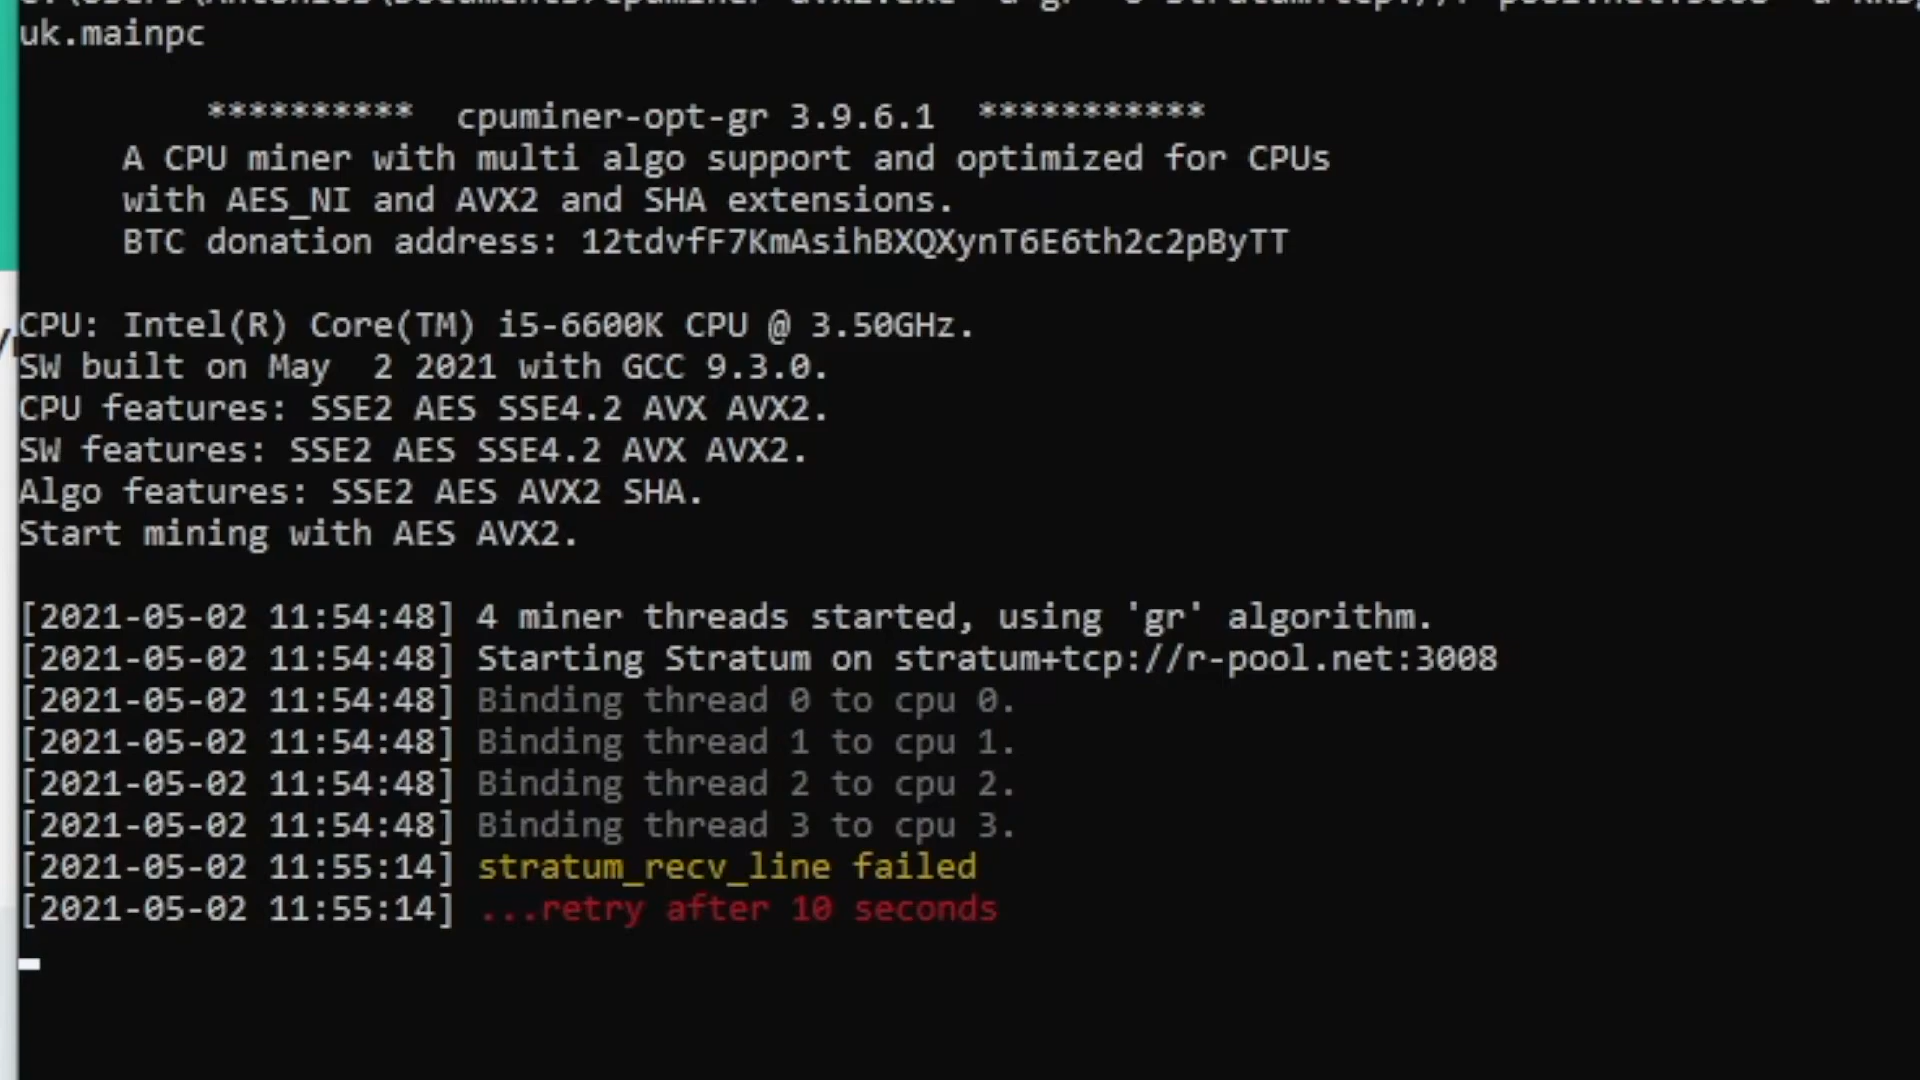 uk.mainpc
********** cpuminer-opt-gr 3.9.6.1 ***********
A CPU miner with multi algo support and optimized for CPUs
with AES_NI and AVX2 and SHA extensions.
BTC donation address: 12tdvfF7KmAsihBXQXynT6E6th2c2pByTT
CPU: Intel(R) Core(TM) i5-6600K CPU @ 3.50GHz.
SW built on May  2 2021 with GCC 9.3.0.
CPU features: SSE2 AES SSE4.2 AVX AVX2.
SW features: SSE2 AES SSE4.2 AVX AVX2.
Algo features: SSE2 AES AVX2 SHA.
Start mining with AES AVX2.
[2021-05-02 11:54:48] 4 miner threads started, using 'gr' algorithm.
[2021-05-02 11:54:48] Starting Stratum on stratum+tcp://r-pool.net:3008
[2021-05-02 11:54:48] Binding thread 0 to cpu 0.
[2021-05-02 11:54:48] Binding thread 1 to cpu 1.
[2021-05-02 11:54:48] Binding thread 2 to cpu 2.
[2021-05-02 11:54:48] Binding thread 3 to cpu 3.
[2021-05-02 11:55:14] stratum_recv_line failed
[2021-05-02 11:55:14] ...retry after 10 seconds